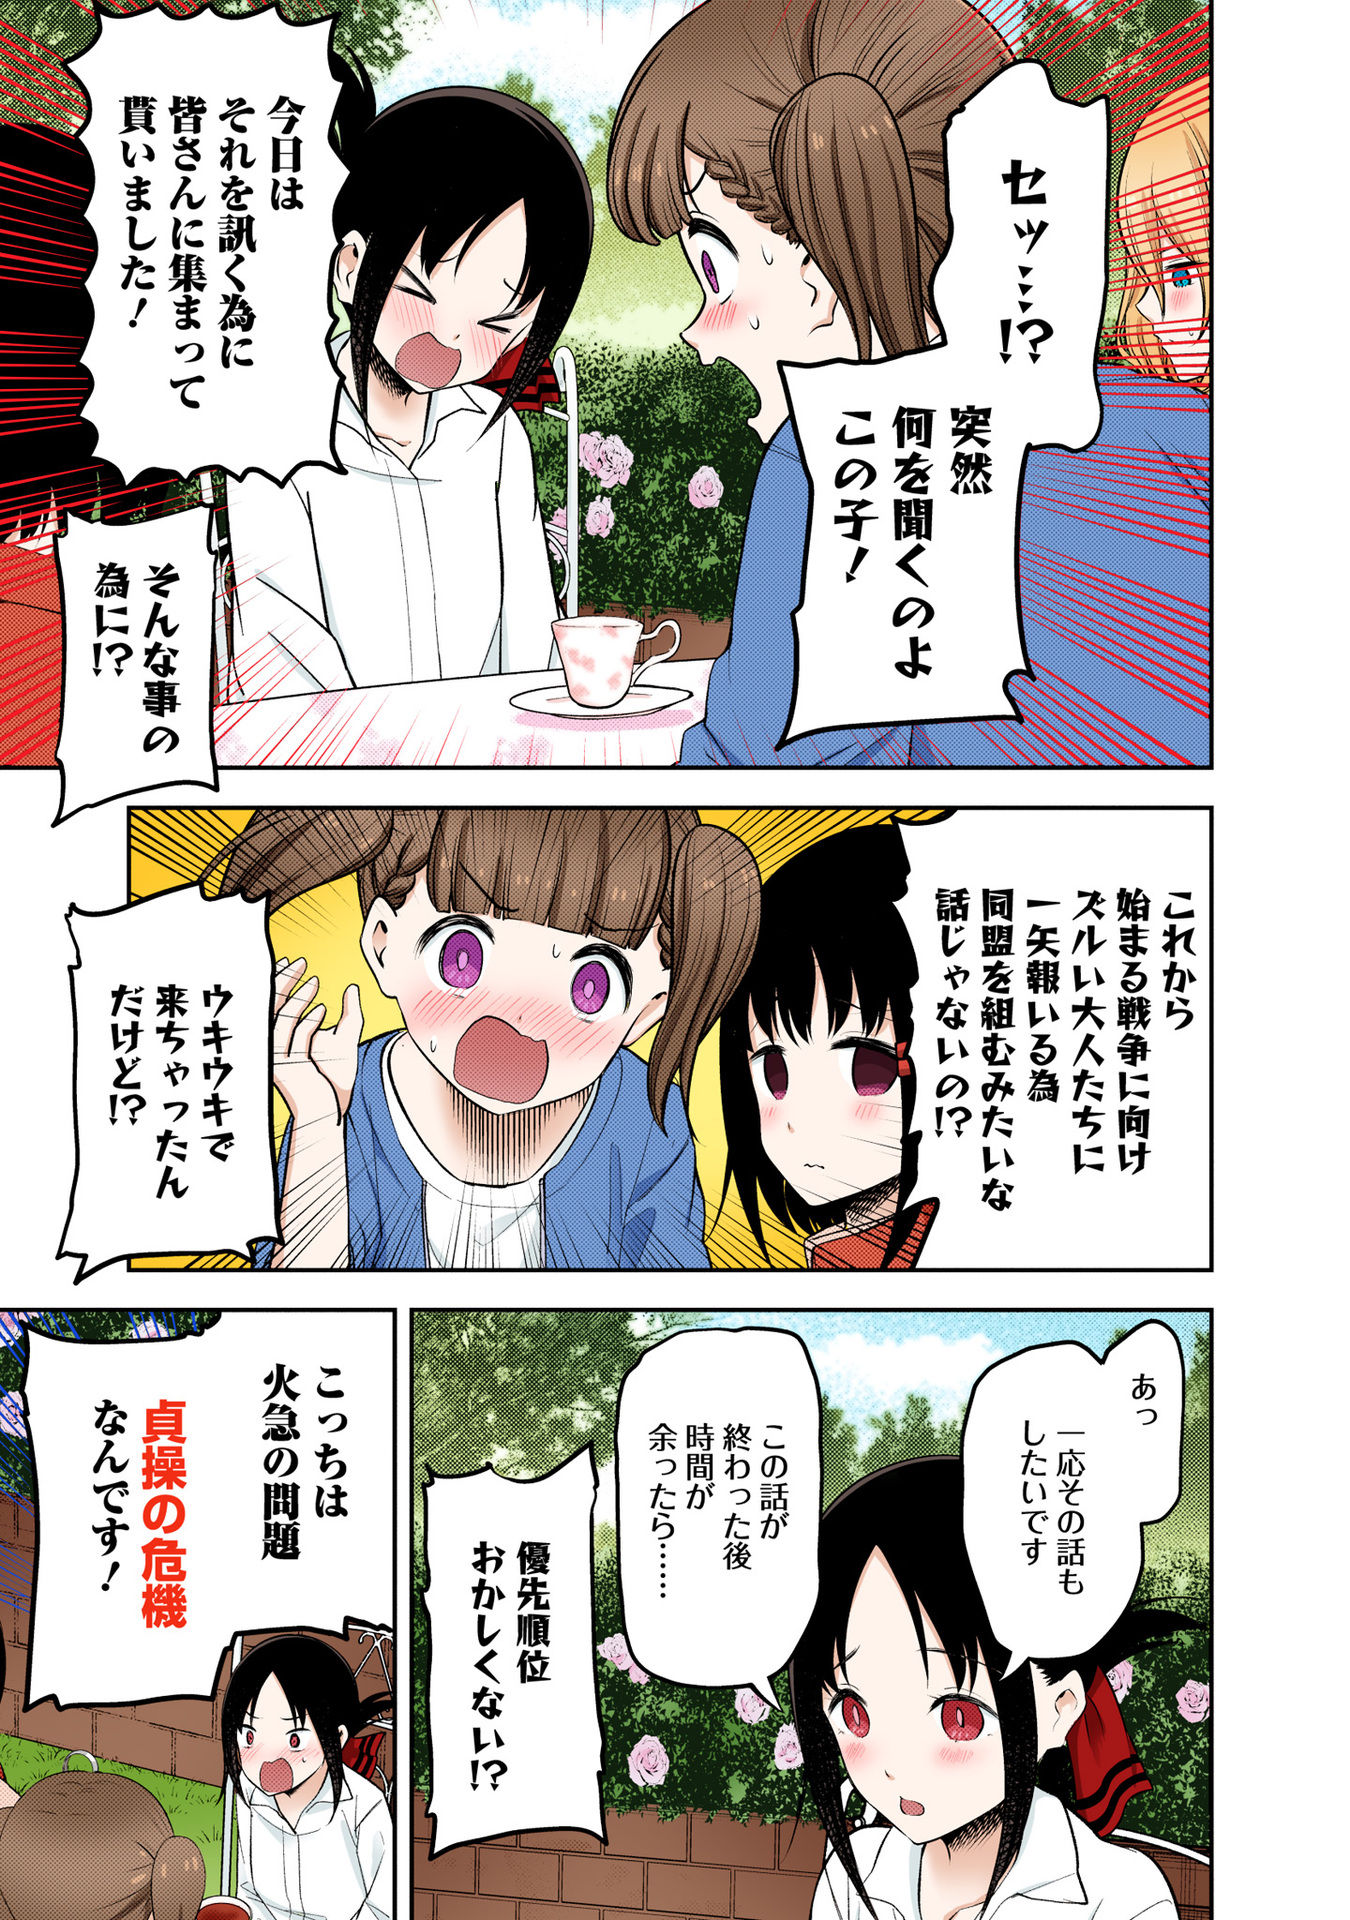 セッ…⁉
突然
何を聞くのよ
この子！
今日は
それを訊く為に
皆さんに集まって
貰いました！
そんな事の
為に⁉
これから
始まる戦争に向け
ズルい大人たちに
一矢報いる為
同盟を組むみたいな
話じゃないの⁉
ウキウキで
来ちゃったん
だけど⁉
あっ
一応その話も
したいです
この話が
終わった後
時間が
余ったら……
優先順位
おかしくない⁉
こっちは
火急の問題
貞操の危機
なんです！